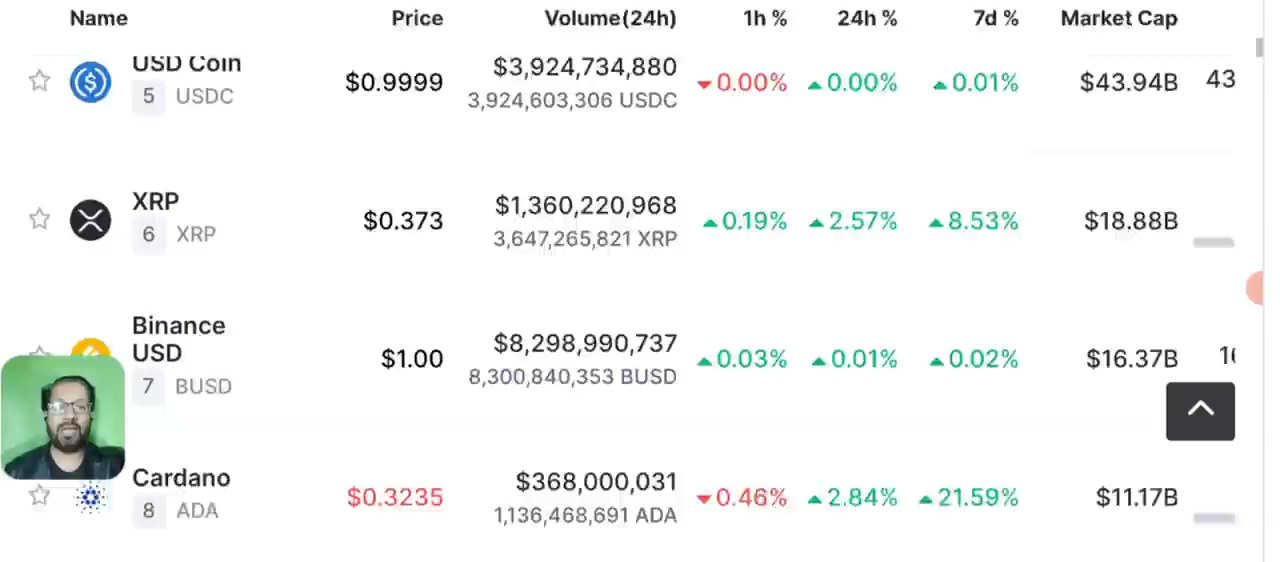 Name Price Volume(24h) 1h % 24h % 7d % Market Cap
USD Coin $3,924,734,880
$0.9999 0.00% 0.00% 0.01% $43.94B 43
5 USDC 3,924,603,306 USDC
XRP $1,360,220,968
$0.373 0.19% 2.57% 8.53% $18.88B
6 XRP 3,647,265,821 XRP
Binance
USD $8,298,990,737
$1.00 0.03% 0.01% 0.02% $16.37B
7 BUSD 8,300,840,353 BUSD
Cardano $368,000,031
$0.3235 0.46% 2.84% 21.59% $11.17B
8 ADA 1,136,468,691 ADA